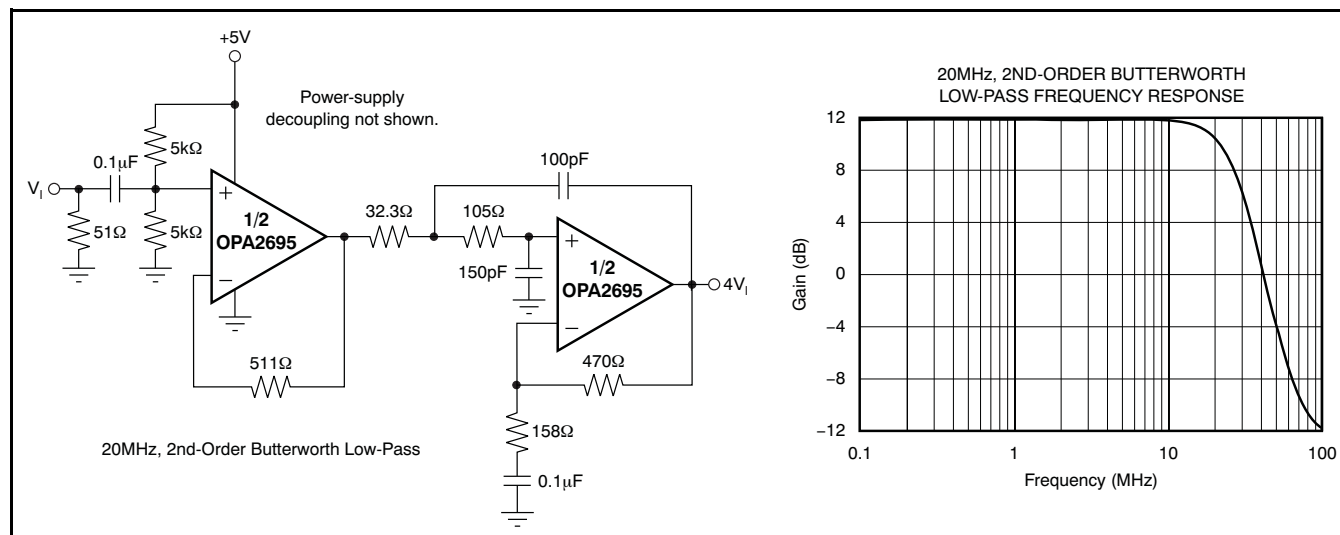 +5V
Power-supply
decoupling not shown.
5kΩ
0.1μF
VI
51Ω
5kΩ
+
−
1/2
OPA2695
511Ω
32.3Ω
105Ω
100pF
150pF
+
−
1/2
OPA2695
4VI
470Ω
158Ω
0.1μF
20MHz, 2nd-Order Butterworth Low-Pass
20MHz, 2ND-ORDER BUTTERWORTH
LOW-PASS FREQUENCY RESPONSE
Gain (dB)
12
8
4
0
−4
−8
−12
0.1
1
10
100
Frequency (MHz)